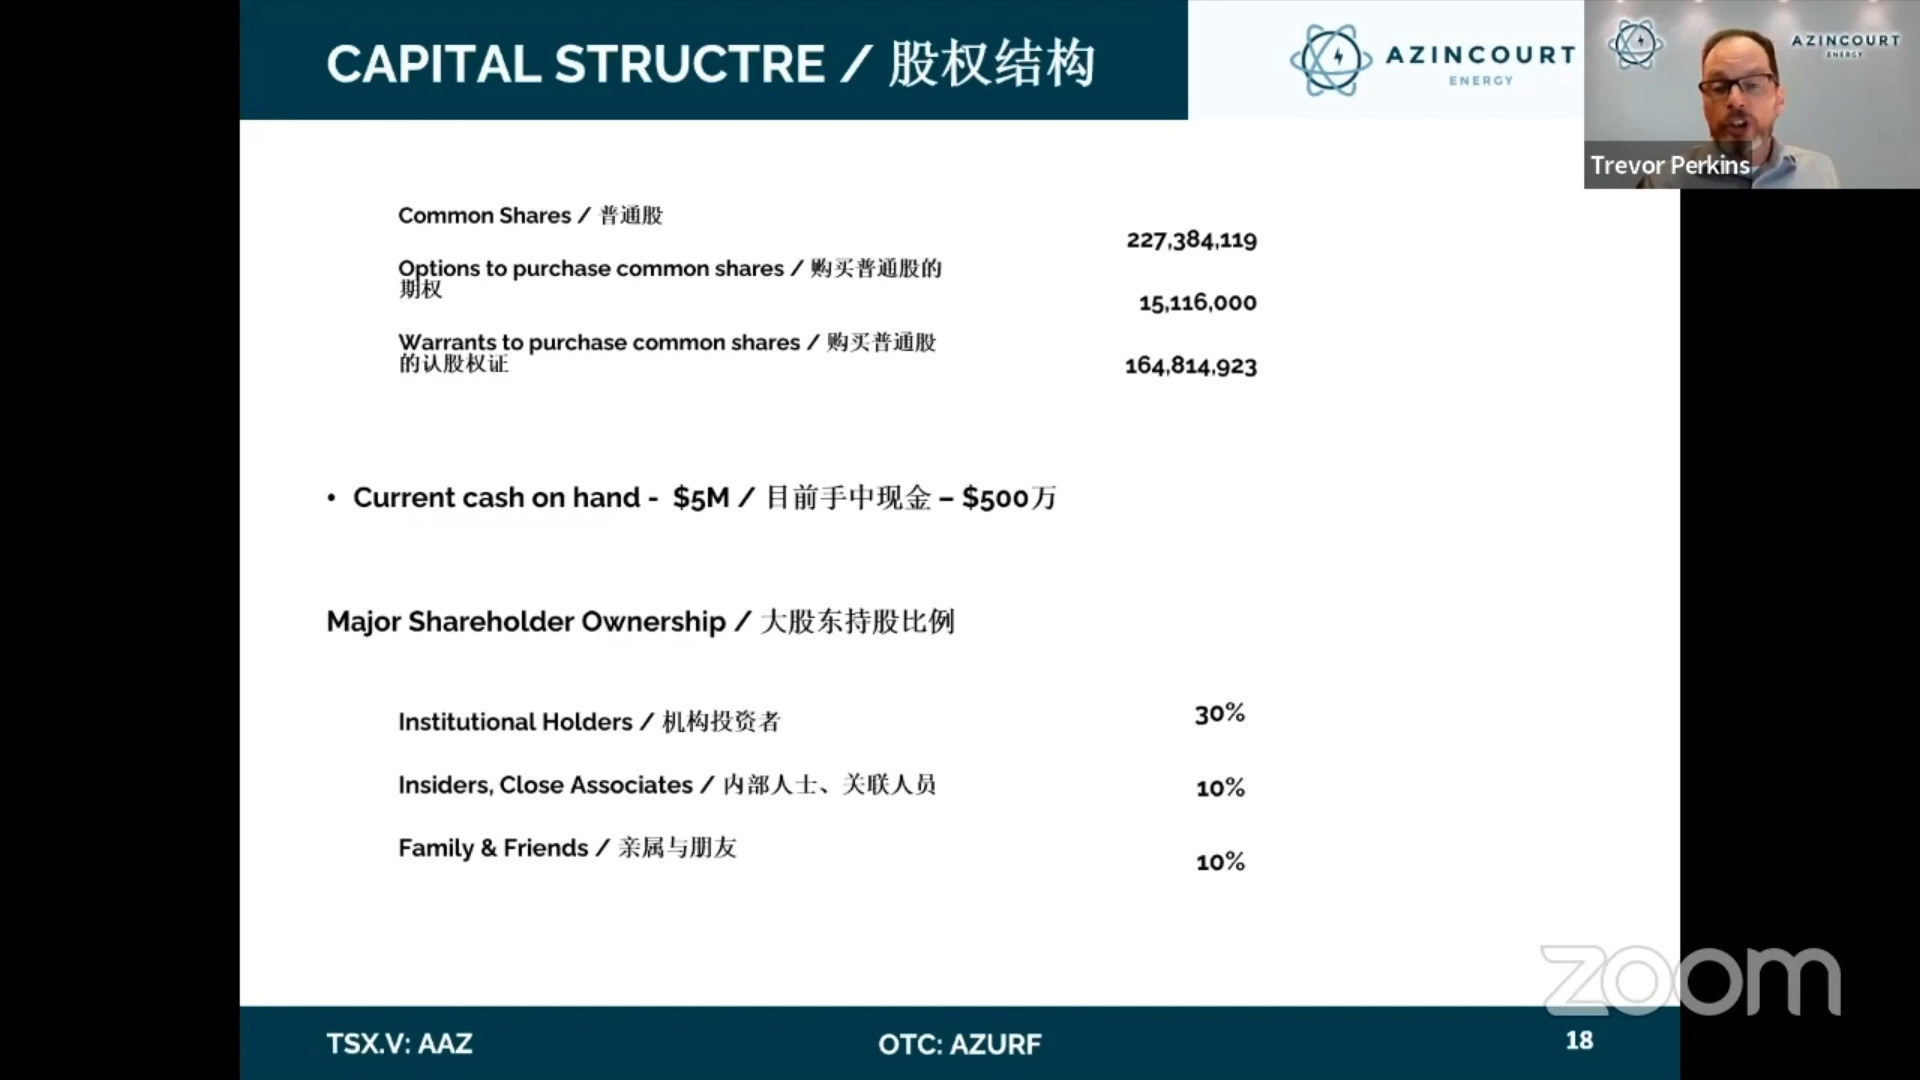 CAPITAL STRUCTRE / 股权结构
AZINCOURT
ENERGY
AZINCOURT
ENERGY
Trevor Perkins
Common Shares / 普通股
227,384,119
Options to purchase common shares / 购买普通股的
期权
15,116,000
Warrants to purchase common shares / 购买普通股
的认股权证
164,814,923
• Current cash on hand - $5M / 目前手中现金 – $500万
Major Shareholder Ownership / 大股东持股比例
Institutional Holders / 机构投资者
30%
Insiders, Close Associates / 内部人士、关联人员
10%
Family & Friends / 亲属与朋友
10%
zoom
TSX.V: AAZ
OTC: AZURF
18